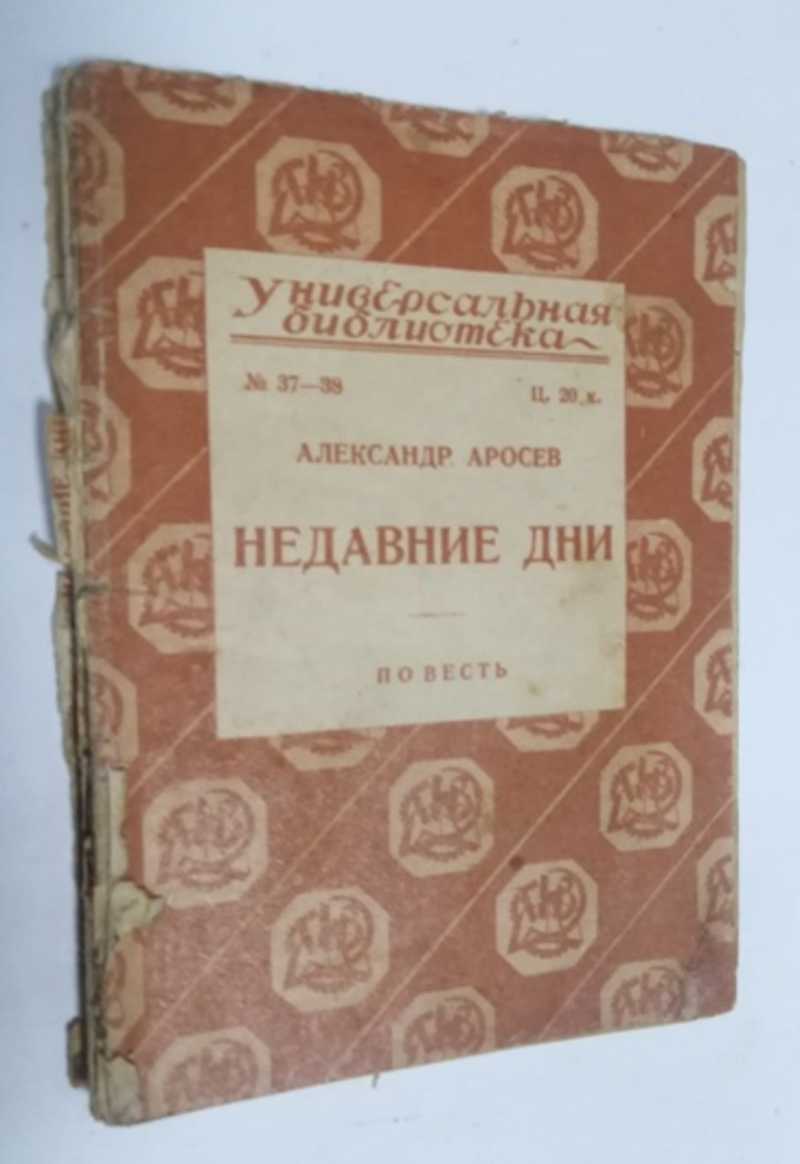 Универсальная
библиотека
№ 37—38
Ц. 20 к.
АЛЕКСАНДР АРОСЕВ
НЕДАВНИЕ ДНИ
ПОВЕСТЬ